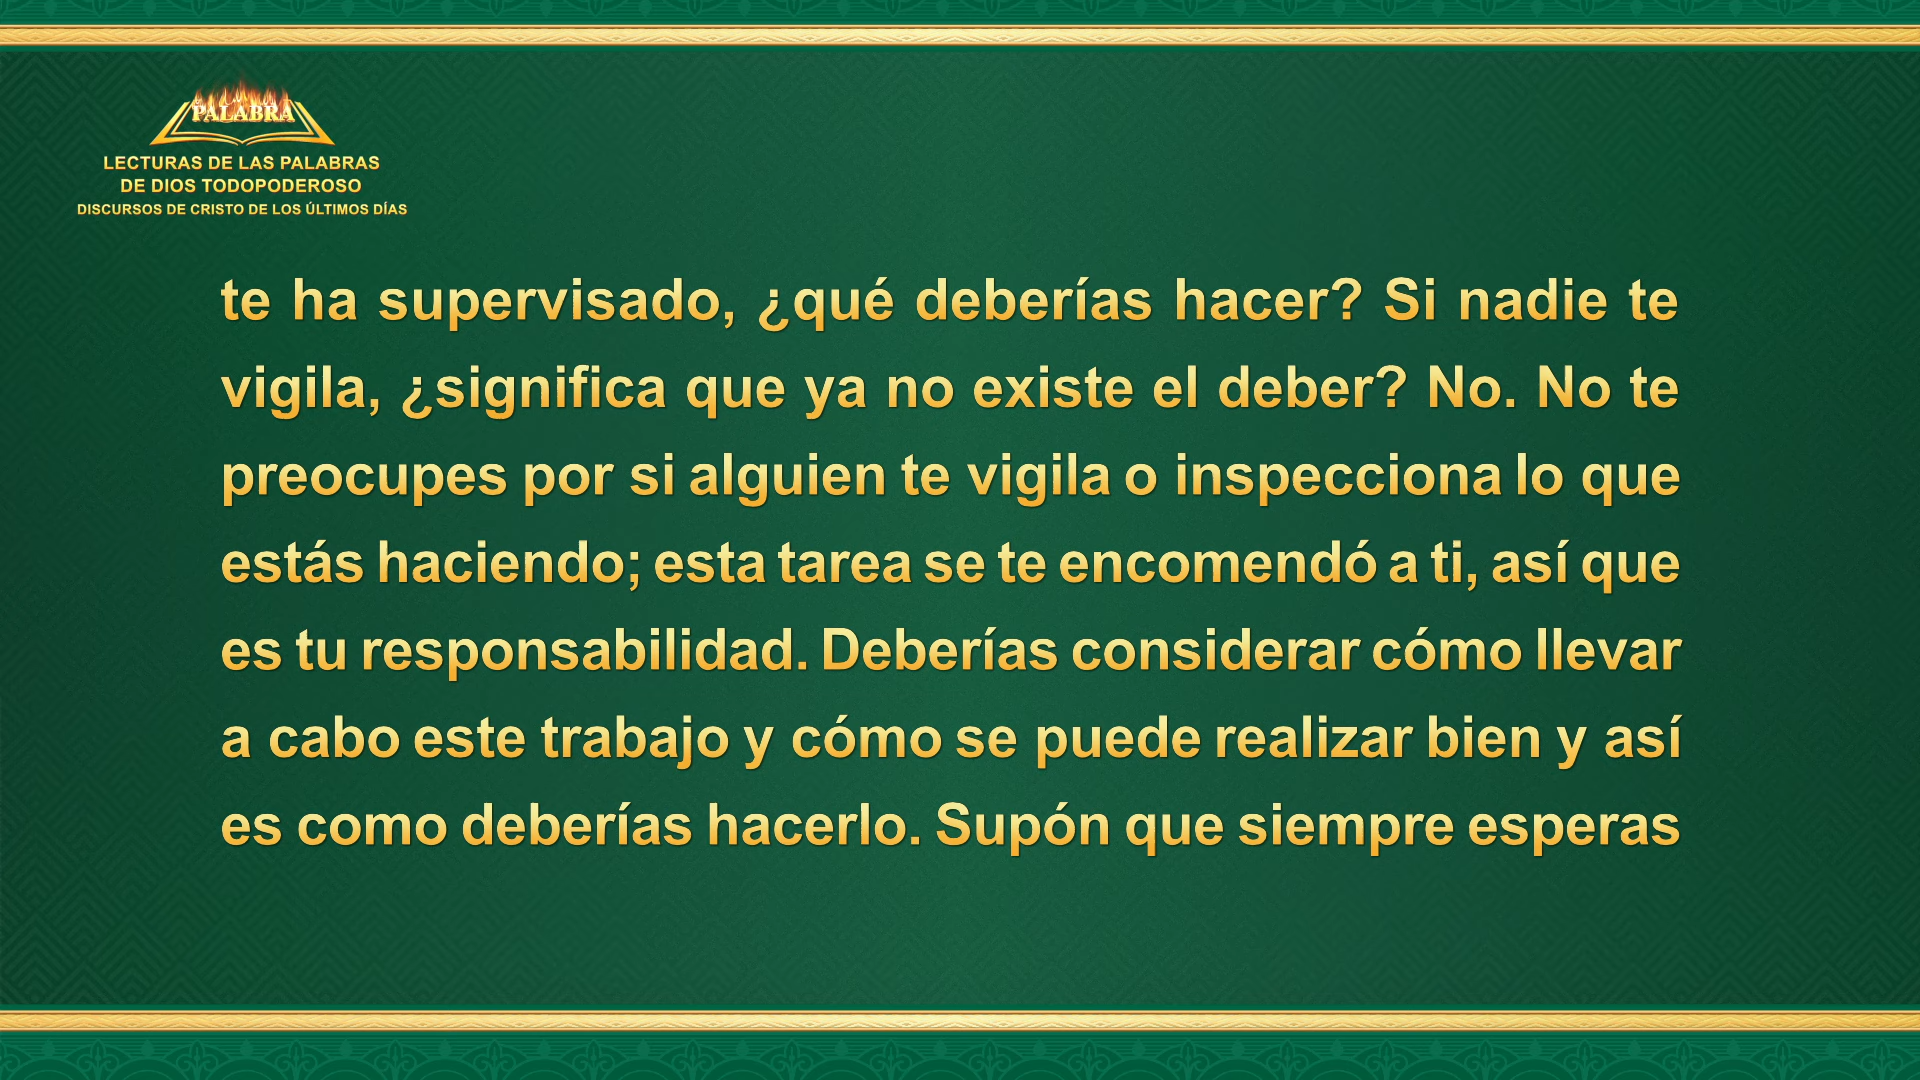 PALABRA
LECTURAS DE LAS PALABRAS
DE DIOS TODOPODEROSO
DISCURSOS DE CRISTO DE LOS ÚLTIMOS DÍAS
te ha supervisado, ¿qué deberías hacer? Si nadie te
vigila, ¿significa que ya no existe el deber? No. No te
preocupes por si alguien te vigila o inspecciona lo que
estás haciendo; esta tarea se te encomendó a ti, así que
es tu responsabilidad. Deberías considerar cómo llevar
a cabo este trabajo y cómo se puede realizar bien y así
es como deberías hacerlo. Supón que siempre esperas